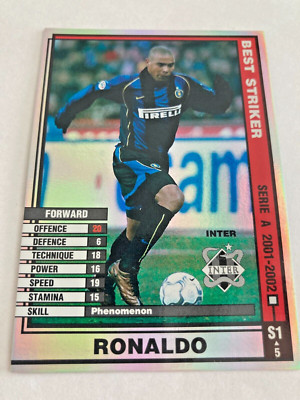 BEST STRIKER
SERIE A 2001-2002
PIRELLI
FORWARD
OFFENCE 20
DEFENCE 6
TECHNIQUE 18
POWER 16
SPEED 19
STAMINA 15
SKILL Phenomenon
INTER
INTER
RONALDO
S1
5